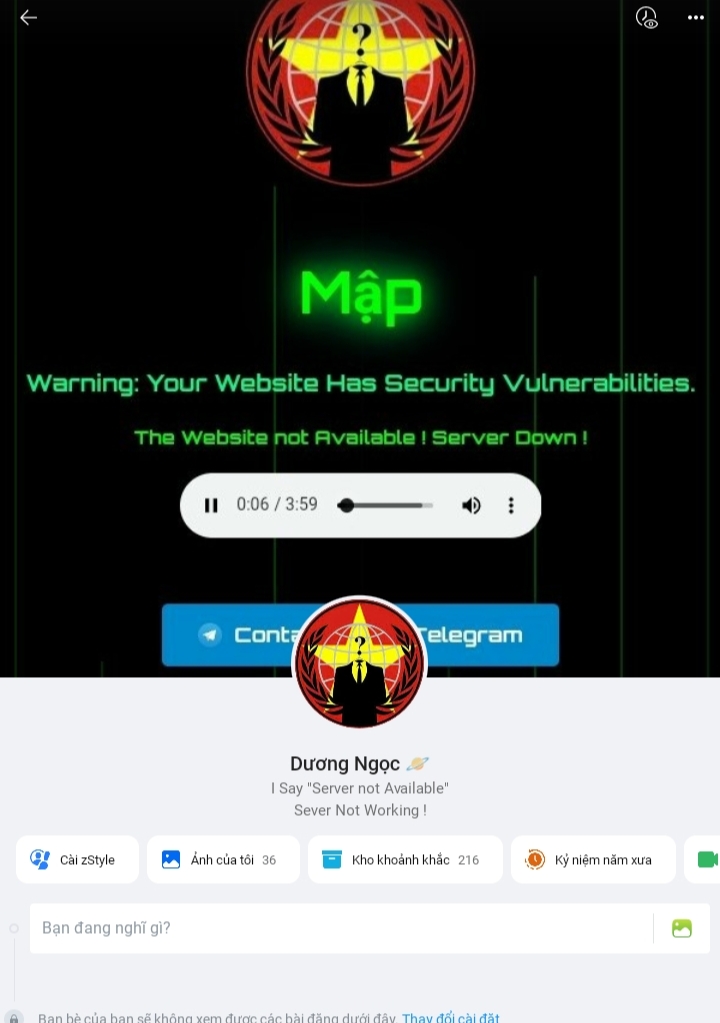 ?
Mập
Warning: Your Website Has Security Vulnerabilities.
The Website not Available ! Server Down !
0:06 / 3:59
Telegram
?
Dương Ngọc 🪐
I Say "Server not Available"
Sever Not Working !
Cài zStyle
Ảnh của tôi 36
Kho khoảnh khắc 216
Kỷ niệm năm xưa
Bạn đang nghĩ gì?
Bạn bè của bạn sẽ không xem được các bài đăng dưới đây. Thay đổi cài đặt